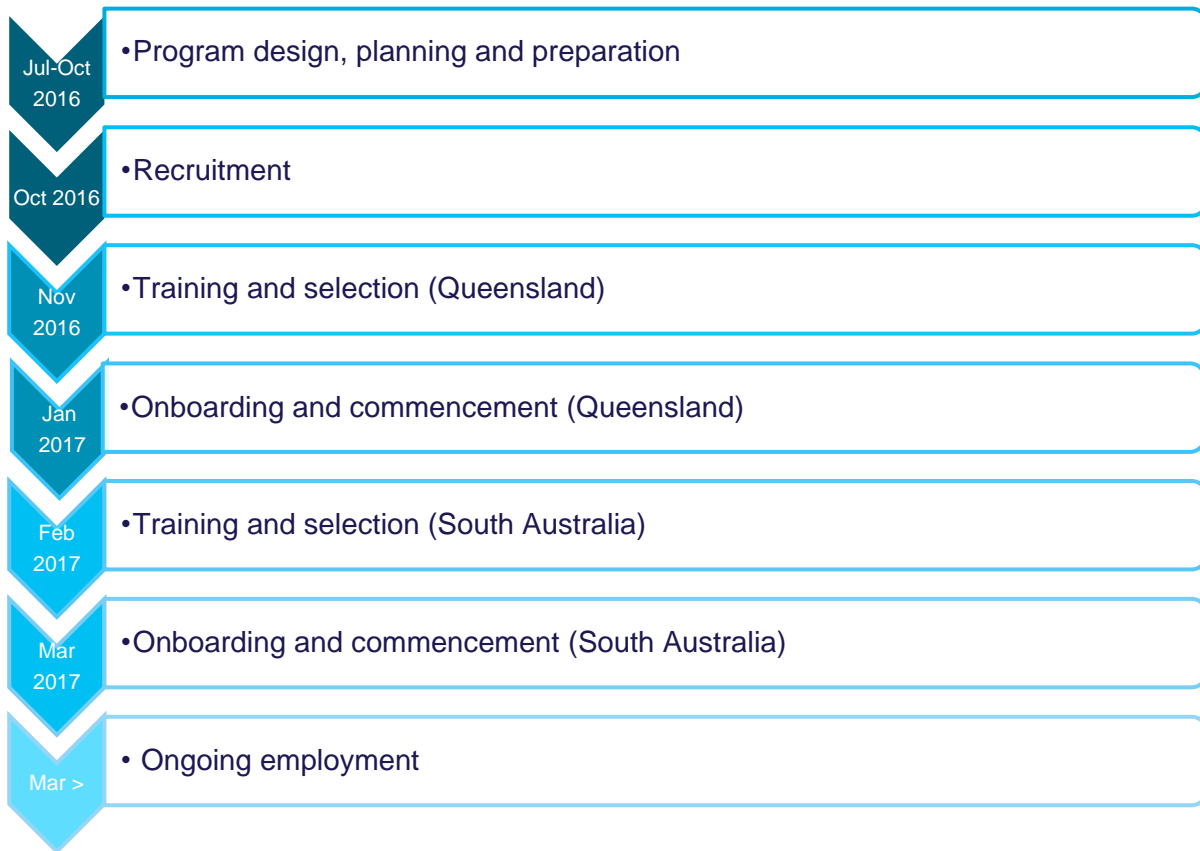 Jul-Oct
2016
•Program design, planning and preparation
Oct 2016
•Recruitment
Nov
2016
•Training and selection (Queensland)
Jan
2017
•Onboarding and commencement (Queensland)
Feb
2017
•Training and selection (South Australia)
Mar
2017
•Onboarding and commencement (South Australia)
Mar >
• Ongoing employment